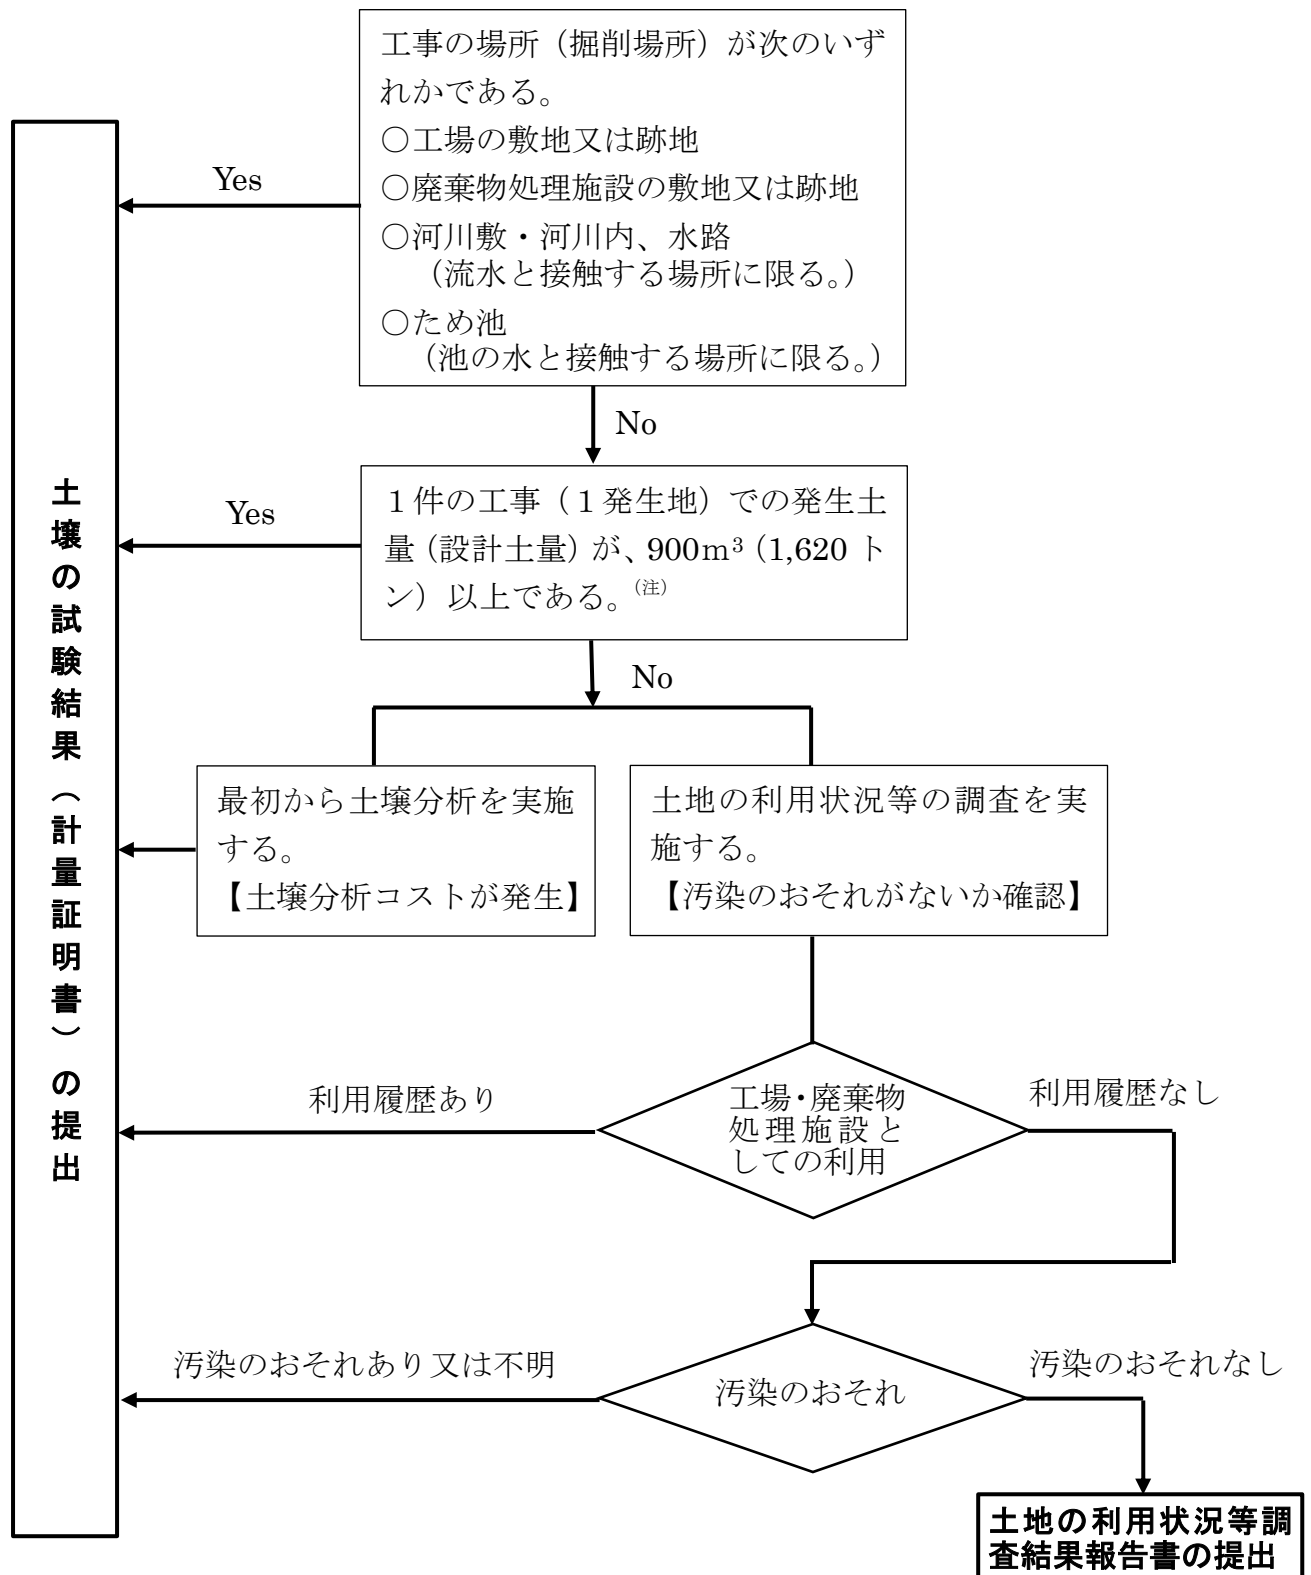 工事の場所（掘削場所）が次のいず
れかである。
○工場の敷地又は跡地
○廃棄物処理施設の敷地又は跡地
○河川敷・河川内、水路
（流水と接触する場所に限る。）
○ため池
（池の水と接触する場所に限る。）
Yes
No
１件の工事（１発生地）での発生土
量（設計土量）が、900m³（1,620 ト
ン）以上である。（注）
Yes
No
土壌の試験結果（計量証明書）の提出
最初から土壌分析を実施
する。
【土壌分析コストが発生】
土地の利用状況等の調査を実
施する。
【汚染のおそれがないか確認】
利用履歴あり
工場・廃棄物
処理施設と
しての利用
利用履歴なし
汚染のおそれあり又は不明
汚染のおそれ
汚染のおそれなし
土地の利用状況等調
査結果報告書の提出